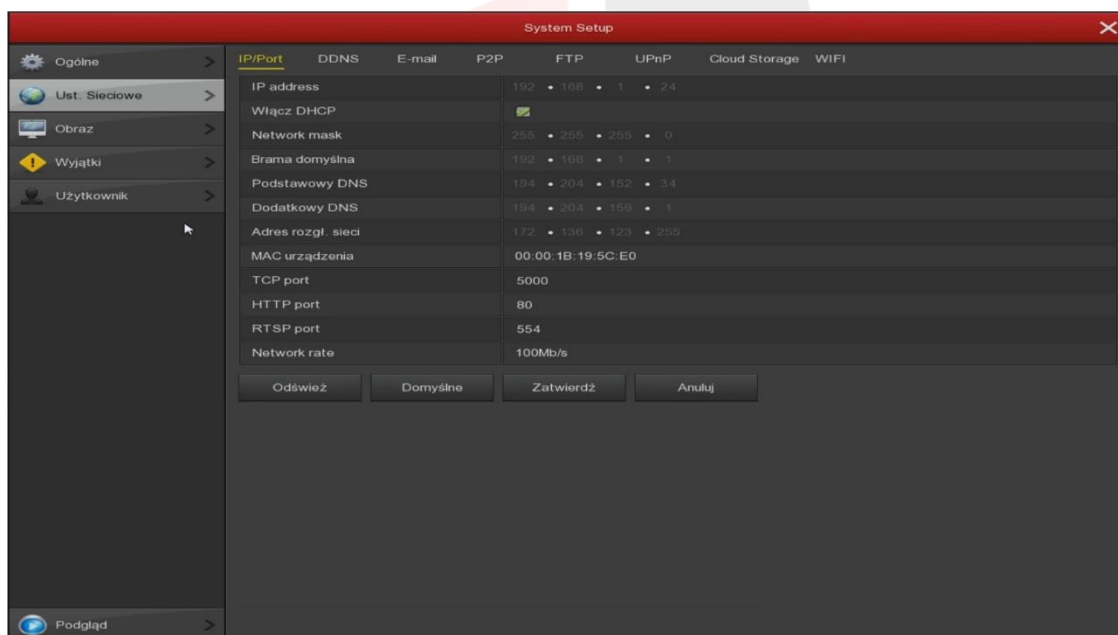 System Setup
Ogólne
Ust. Sieciowe
Obraz
Wyjątki
Użytkownik
Podgląd
IP/Port DDNS E-mail P2P FTP UPnP Cloud Storage WIFI
IP address 192 • 168 • 1 • 24
Włącz DHCP
Network mask 255 • 255 • 255 • 0
Brama domyślna 192 • 168 • 1 • 1
Podstawowy DNS 194 • 204 • 152 • 34
Dodatkowy DNS 194 • 204 • 159 • 1
Adres rozgł. sieci 172 • 136 • 123 • 255
MAC urządzenia 00:00:1B:19:5C:E0
TCP port 5000
HTTP port 80
RTSP port 554
Network rate 100Mb/s
Odśwież Domyślne Zatwierdź Anuluj